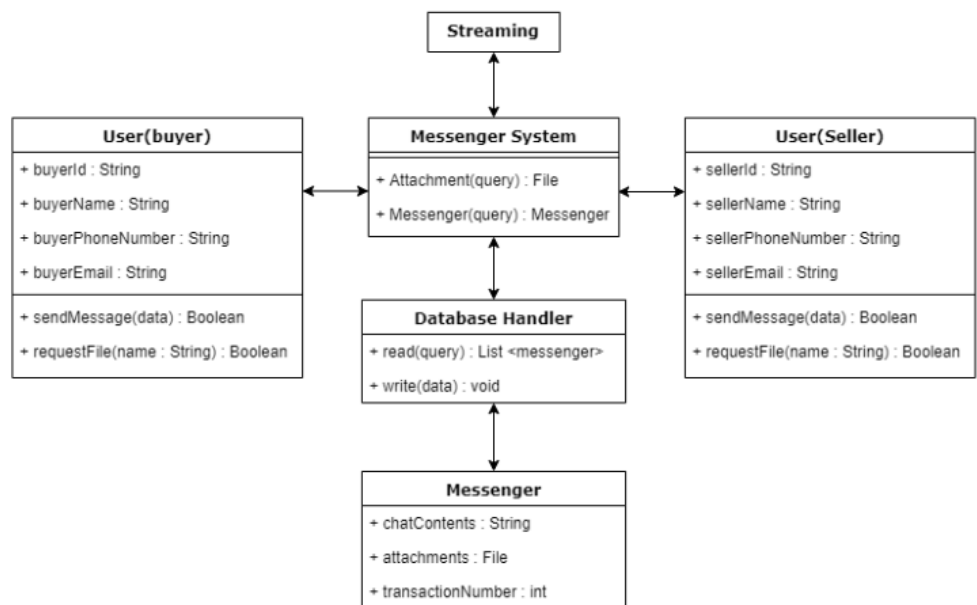 Streaming
User(buyer)
+ buyerId : String
+ buyerName : String
+ buyerPhoneNumber : String
+ buyerEmail : String
+ sendMessage(data) : Boolean
+ requestFile(name : String) : Boolean
Messenger System
+ Attachment(query) : File
+ Messenger(query) : Messenger
User(Seller)
+ sellerId : String
+ sellerName : String
+ sellerPhoneNumber : String
+ sellerEmail : String
+ sendMessage(data) : Boolean
+ requestFile(name : String) : Boolean
Database Handler
+ read(query) : List <messenger>
+ write(data) : void
Messenger
+ chatContents : String
+ attachments : File
+ transactionNumber : int